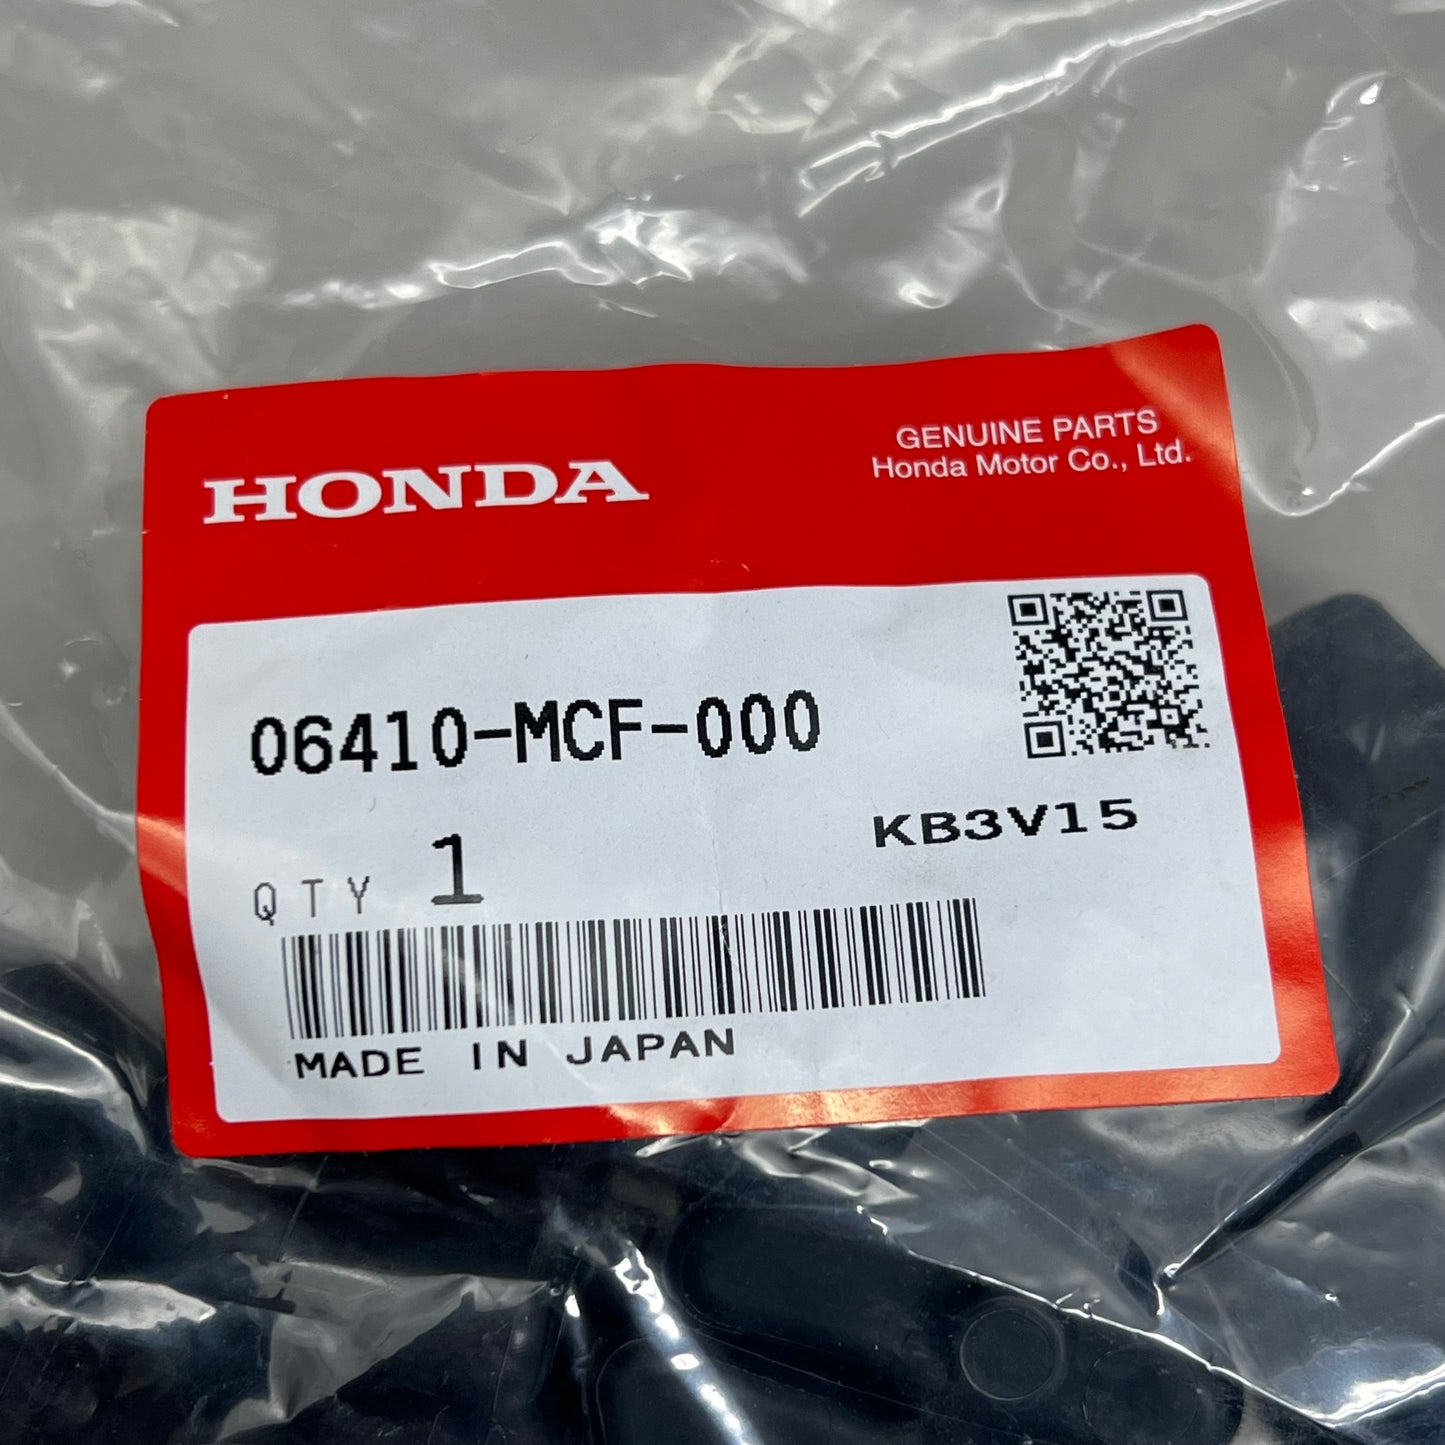 HONDA
GENUINE PARTS
Honda Motor Co., Ltd.
06410-MCF-000
KB3V15
QTY 1
MADE IN JAPAN